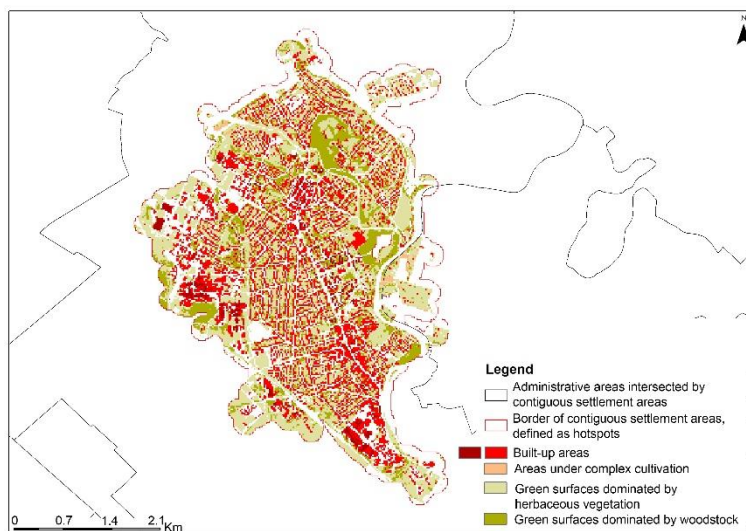 N
Legend
Administrative areas intersected by
contiguous settlement areas
Border of contiguous settlement areas,
defined as hotspots
Built-up areas
Areas under complex cultivation
Green surfaces dominated by
herbaceous vegetation
Green surfaces dominated by woodstock
0 0.7 1.4 2.1
Km